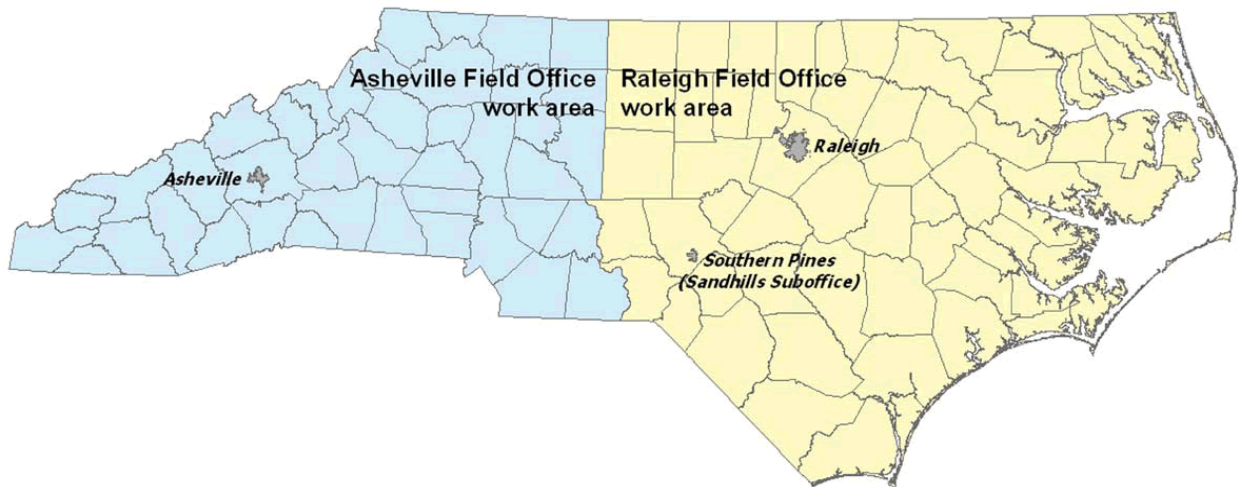 Asheville Field Office
work area
Raleigh Field Office
work area
Raleigh
Asheville
Southern Pines
(Sandhills Suboffice)